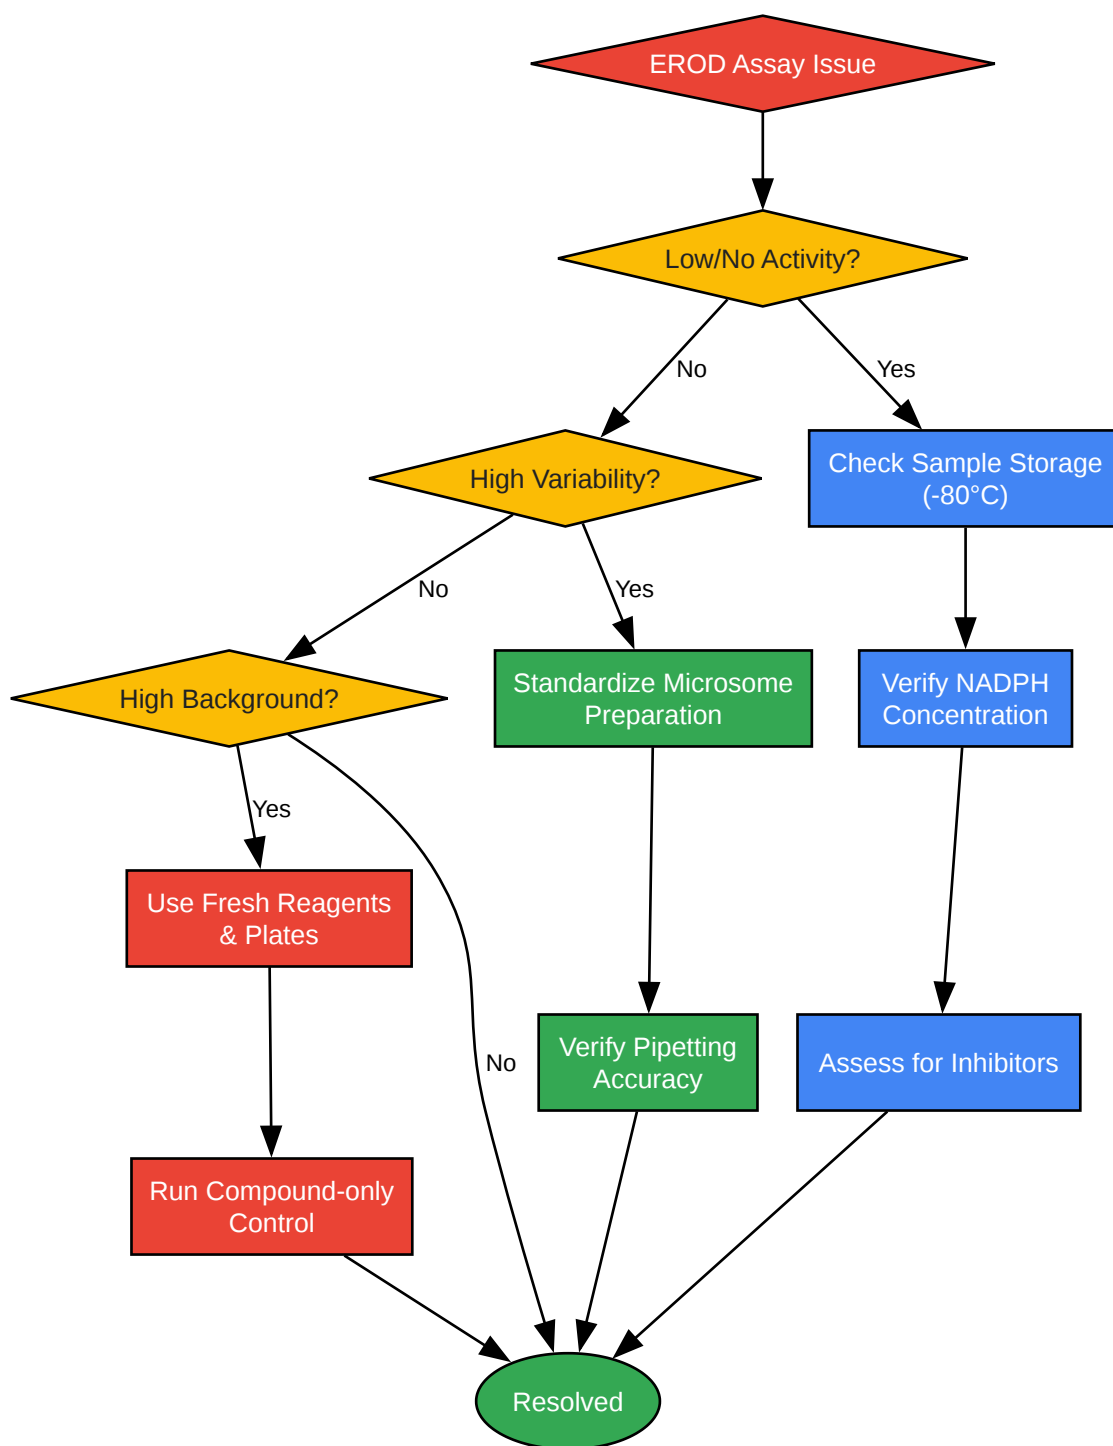 EROD Assay Issue
Low/No Activity?
No
Yes
High Variability?
Check Sample Storage
(-80°C)
No
Yes
High Background?
Standardize Microsome
Preparation
Verify NADPH
Concentration
Yes
Use Fresh Reagents
& Plates
No
Verify Pipetting
Accuracy
Assess for Inhibitors
Run Compound-only
Control
Resolved